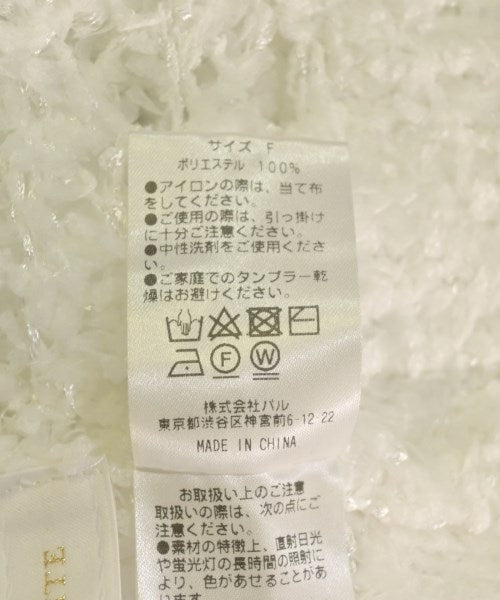 サイズ F
ポリエステル 100%
●アイロンの際は、当て布
をしてください。
●ご使用の際は、引っ掛け
に十分ご注意ください。
●中性洗剤をご使用くださ
い。
●ご家庭でのタンブラー乾
燥はお避けください。
F W
株式会社パル
東京都渋谷区神宮前6-12-22
MADE IN CHINA
お取扱い上のご注意
取扱いの際は、次の点にご
注意ください。
●素材の特徴上、直射日光
や蛍光灯の長時間の照射に
より、色があせることがあ
ります。